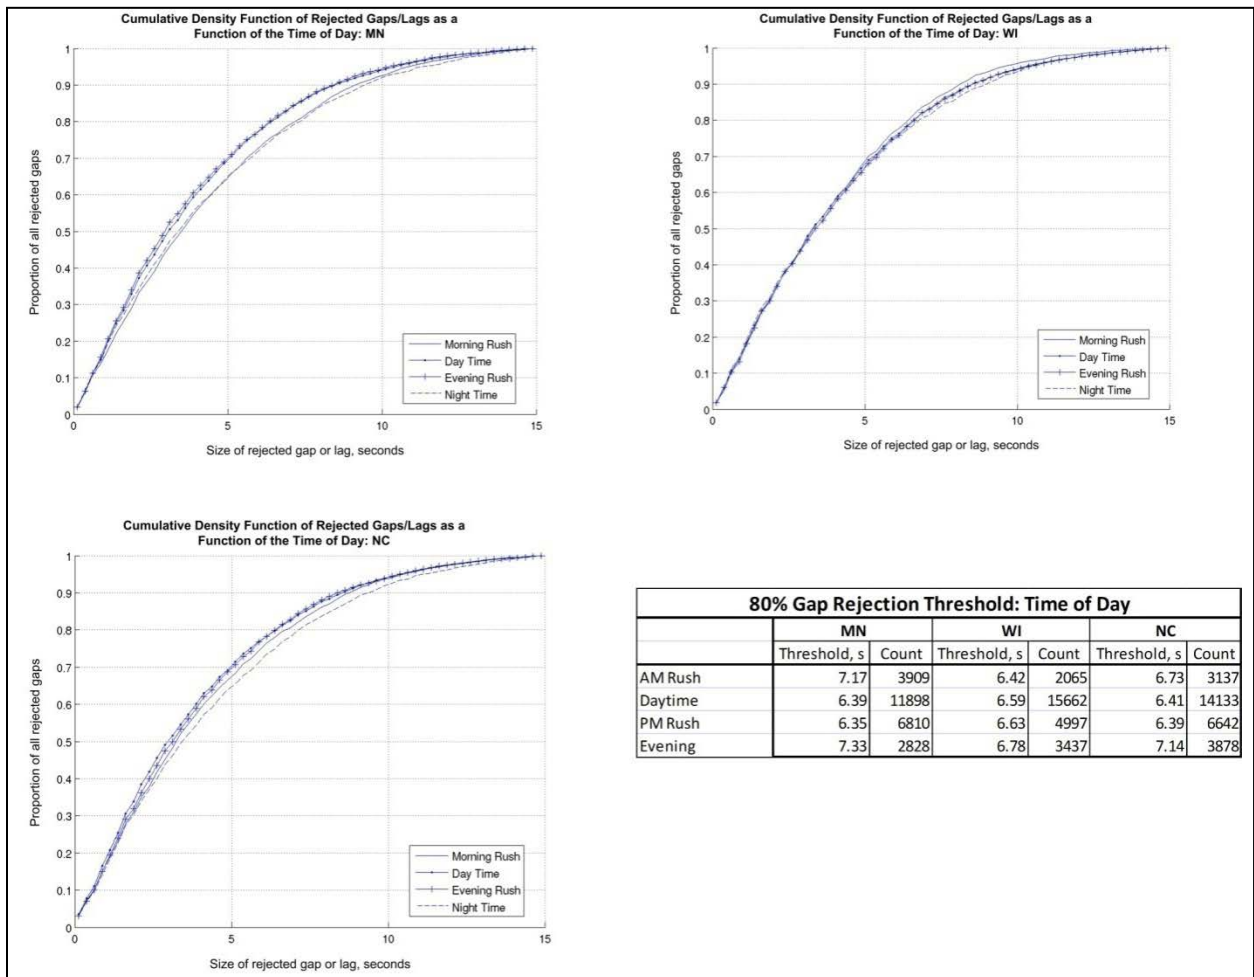 Cumulative Density Function of Rejected Gaps/Lags as a
Function of the Time of Day: MN
1
0.9
0.8
0.7
0.6
0.5
0.4
0.3
0.2
0.1
0
Proportion of all rejected gaps
Morning Rush
Day Time
Evening Rush
Night Time
0 5 10 15
Size of rejected gap or lag, seconds
Cumulative Density Function of Rejected Gaps/Lags as a
Function of the Time of Day: WI
1
0.9
0.8
0.7
0.6
0.5
0.4
0.3
0.2
0.1
0
Proportion of all rejected gaps
Morning Rush
Day Time
Evening Rush
Night Time
0 5 10 15
Size of rejected gap or lag, seconds
Cumulative Density Function of Rejected Gaps/Lags as a
Function of the Time of Day: NC
1
0.9
0.8
0.7
0.6
0.5
0.4
0.3
0.2
0.1
0
Proportion of all rejected gaps
Morning Rush
Day Time
Evening Rush
Night Time
0 5 10 15
Size of rejected gap or lag, seconds
80% Gap Rejection Threshold: Time of Day
MN WI NC
Threshold, s Count Threshold, s Count Threshold, s Count
AM Rush 7.17 3909 6.42 2065 6.73 3137
Daytime 6.39 11898 6.59 15662 6.41 14133
PM Rush 6.35 6810 6.63 4997 6.39 6642
Evening 7.33 2828 6.78 3437 7.14 3878